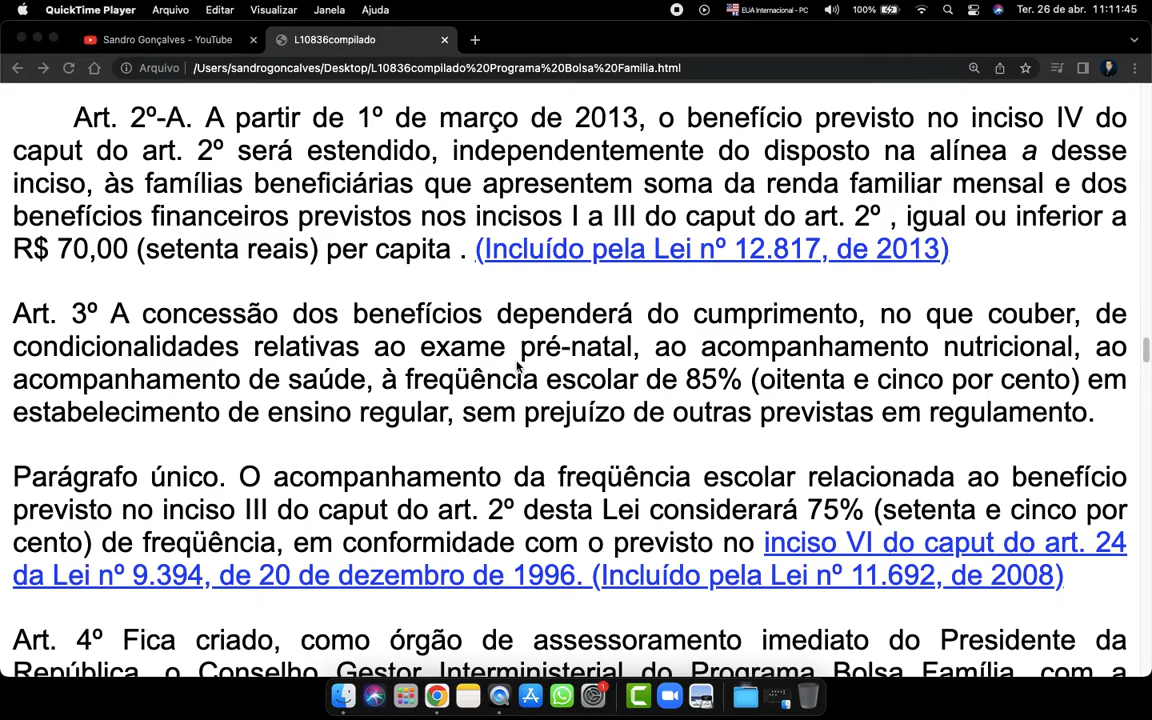 QuickTime Player Arquivo Editar Visualizar Janela Ajuda EUA Internacional - PC 100% Ter. 26 de abr. 11:11:45
Sandro Gonçalves - YouTube L10836compilado
Arquivo /Users/sandrogoncalves/Desktop/L10836compilado%20Programa%20Bolsa%20Familia.html
Art. 2º-A. A partir de 1º de março de 2013, o benefício previsto no inciso IV do
caput do art. 2º será estendido, independentemente do disposto na alínea a desse
inciso, às famílias beneficiárias que apresentem soma da renda familiar mensal e dos
benefícios financeiros previstos nos incisos I a III do caput do art. 2º , igual ou inferior a
R$ 70,00 (setenta reais) per capita . (Incluído pela Lei nº 12.817, de 2013)
Art. 3º A concessão dos benefícios dependerá do cumprimento, no que couber, de
condicionalidades relativas ao exame pré-natal, ao acompanhamento nutricional, ao
acompanhamento de saúde, à freqüência escolar de 85% (oitenta e cinco por cento) em
estabelecimento de ensino regular, sem prejuízo de outras previstas em regulamento.
Parágrafo único. O acompanhamento da freqüência escolar relacionada ao benefício
previsto no inciso III do caput do art. 2º desta Lei considerará 75% (setenta e cinco por
cento) de freqüência, em conformidade com o previsto no inciso VI do caput do art. 24
da Lei nº 9.394, de 20 de dezembro de 1996. (Incluído pela Lei nº 11.692, de 2008)
Art. 4º Fica criado, como órgão de assessoramento imediato do Presidente da
República, o Conselho Gestor Interministerial do Programa Bolsa Família, com a